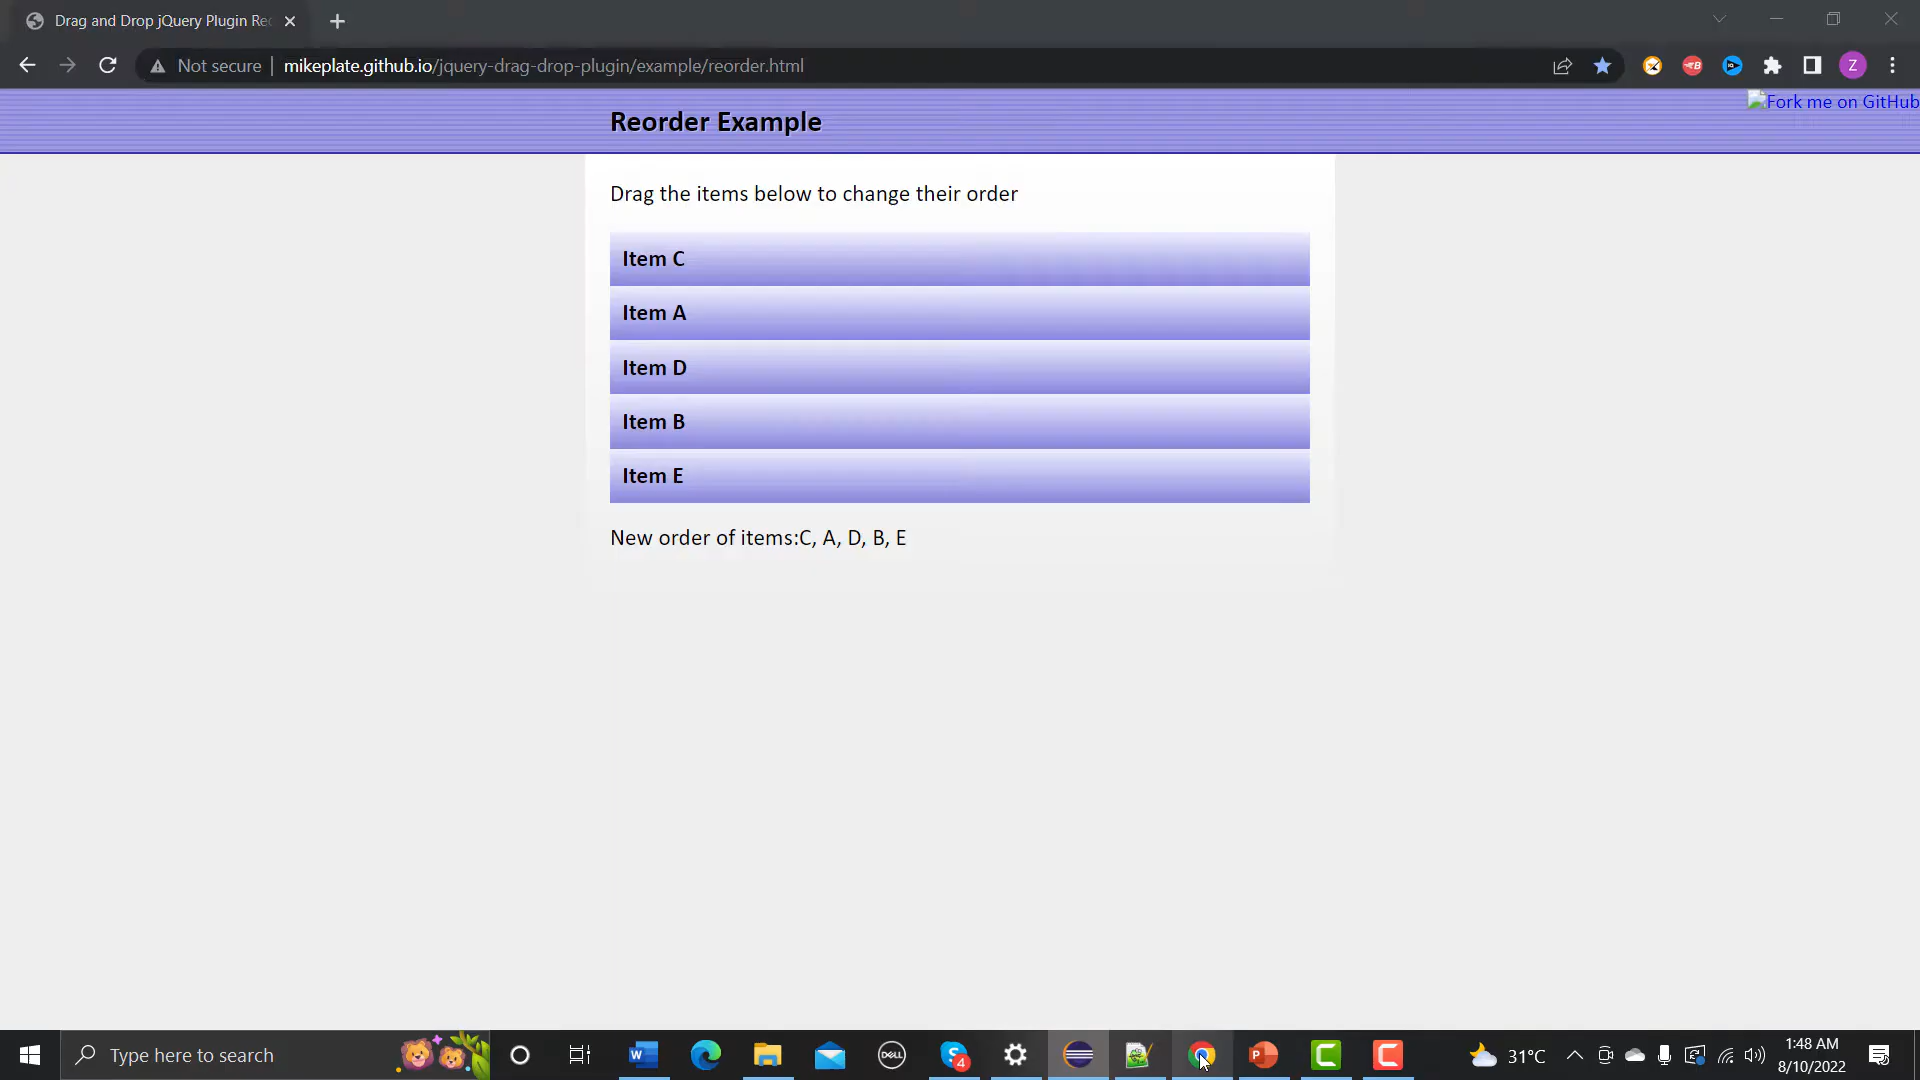 Drag and Drop jQuery Plugin Re
Not secure
mikeplate.github.io/jquery-drag-drop-plugin/example/reorder.html
Z
Reorder Example
Fork me on GitHub
Drag the items below to change their order
Item C
Item A
Item D
Item B
Item E
New order of items:C, A, D, B, E
Type here to search
W
DELL
S 4
P
C
C
31°C
1:48 AM
8/10/2022